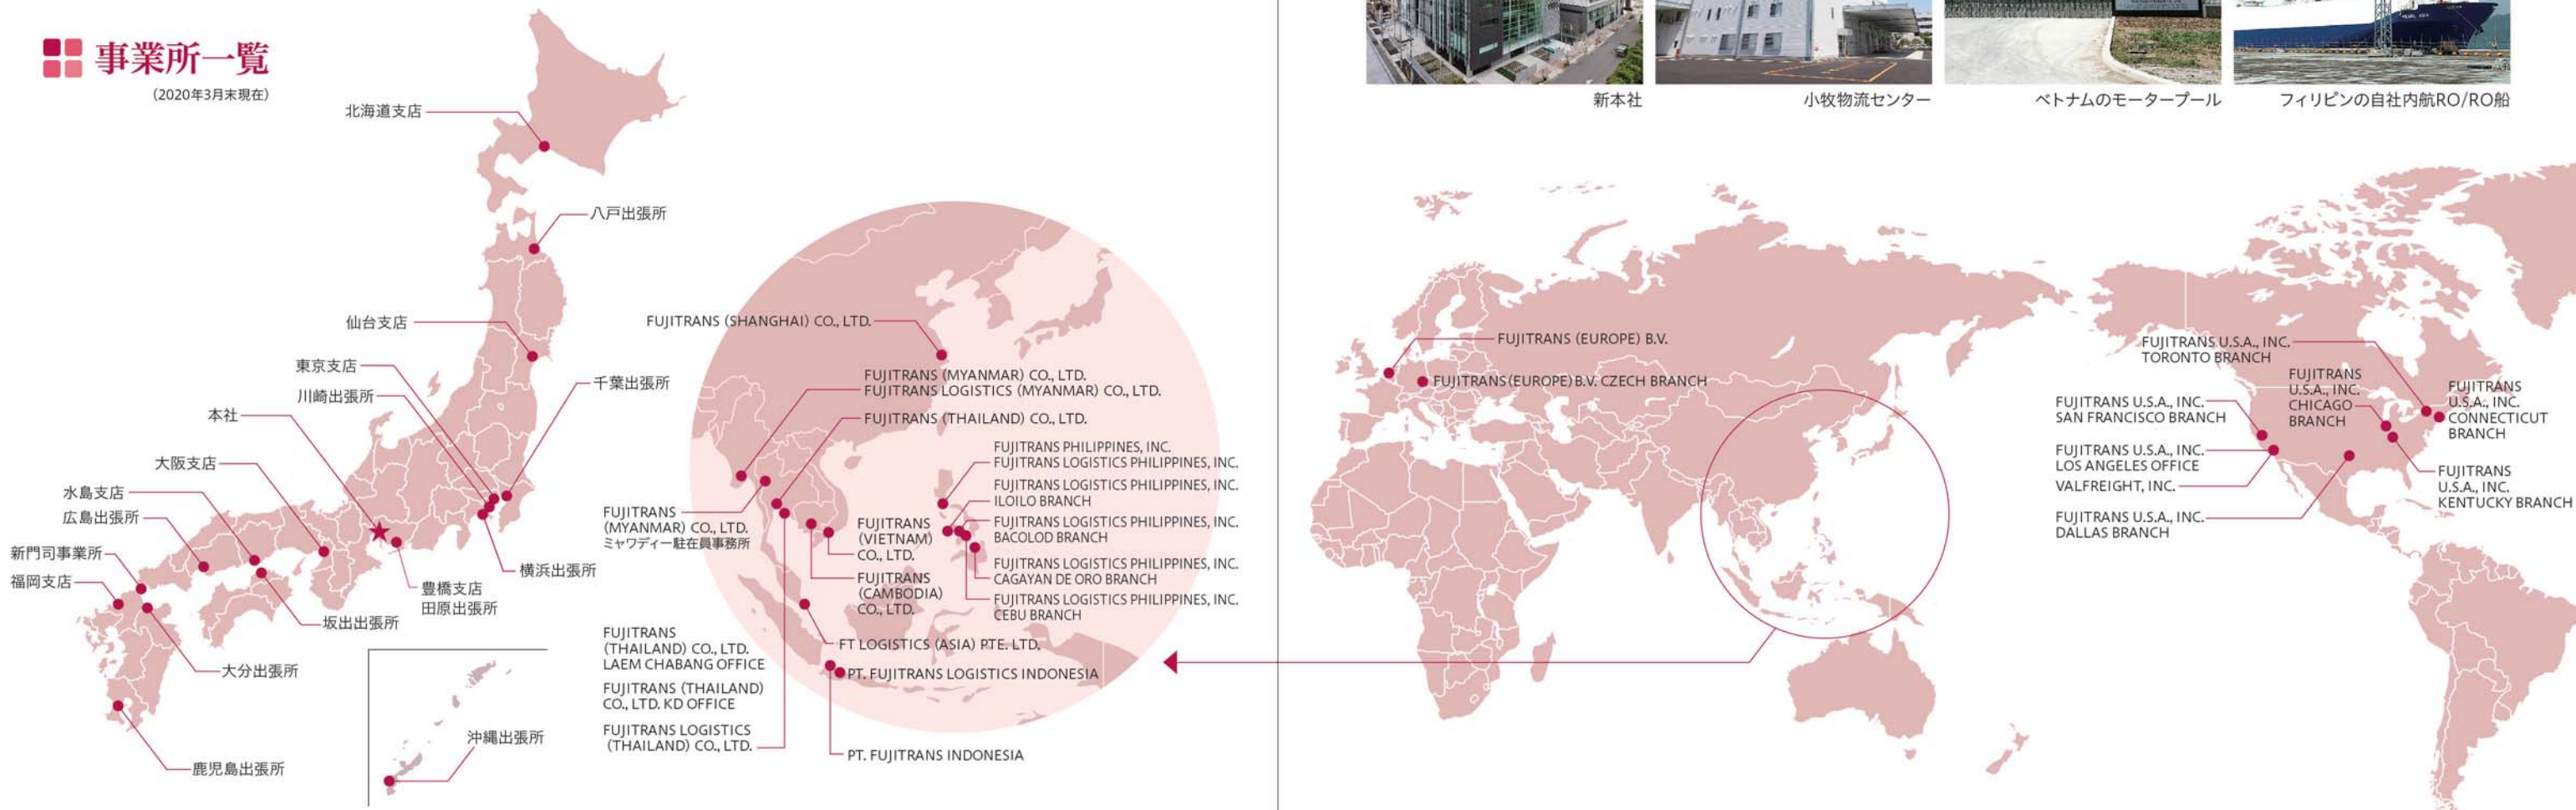 事業所一覧
(2020年3月末現在)
北海道支店
八戸出張所
仙台支店
東京支店
川崎出張所
千葉出張所
本社
大阪支店
水島支店
広島出張所
新門司事業所
福岡支店
横浜出張所
豊橋支店
田原出張所
坂出出張所
大分出張所
鹿児島出張所
沖縄出張所
FUJITRANS (SHANGHAI) CO., LTD.
FUJITRANS (MYANMAR) CO., LTD.
FUJITRANS LOGISTICS (MYANMAR) CO., LTD.
FUJITRANS (THAILAND) CO., LTD.
FUJITRANS PHILIPPINES, INC.
FUJITRANS LOGISTICS PHILIPPINES, INC.
FUJITRANS LOGISTICS PHILIPPINES, INC.
ILOILO BRANCH
FUJITRANS LOGISTICS PHILIPPINES, INC.
BACOLOD BRANCH
FUJITRANS LOGISTICS PHILIPPINES, INC.
CAGAYAN DE ORO BRANCH
FUJITRANS LOGISTICS PHILIPPINES, INC.
CEBU BRANCH
FUJITRANS
(MYANMAR) CO., LTD.
ミャワディー駐在員事務所
FUJITRANS
(VIETNAM)
CO., LTD.
FUJITRANS
(CAMBODIA)
CO., LTD.
FUJITRANS
(THAILAND) CO., LTD.
LAEM CHABANG OFFICE
FUJITRANS (THAILAND)
CO., LTD. KD OFFICE
FUJITRANS LOGISTICS
(THAILAND) CO., LTD.
FT LOGISTICS (ASIA) PTE. LTD.
PT. FUJITRANS LOGISTICS INDONESIA
PT. FUJITRANS INDONESIA
新本社
小牧物流センター
ベトナムのモータープール
フィリピンの自社内航RO/RO船
FUJITRANS (EUROPE) B.V.
FUJITRANS (EUROPE) B.V. CZECH BRANCH
FUJITRANS U.S.A., INC.
TORONTO BRANCH
FUJITRANS
U.S.A., INC.
CHICAGO
BRANCH
FUJITRANS
U.S.A., INC.
CONNECTICUT
BRANCH
FUJITRANS U.S.A., INC.
SAN FRANCISCO BRANCH
FUJITRANS U.S.A., INC.
LOS ANGELES OFFICE
VALFREIGHT, INC.
FUJITRANS
U.S.A., INC.
KENTUCKY BRANCH
FUJITRANS U.S.A., INC.
DALLAS BRANCH